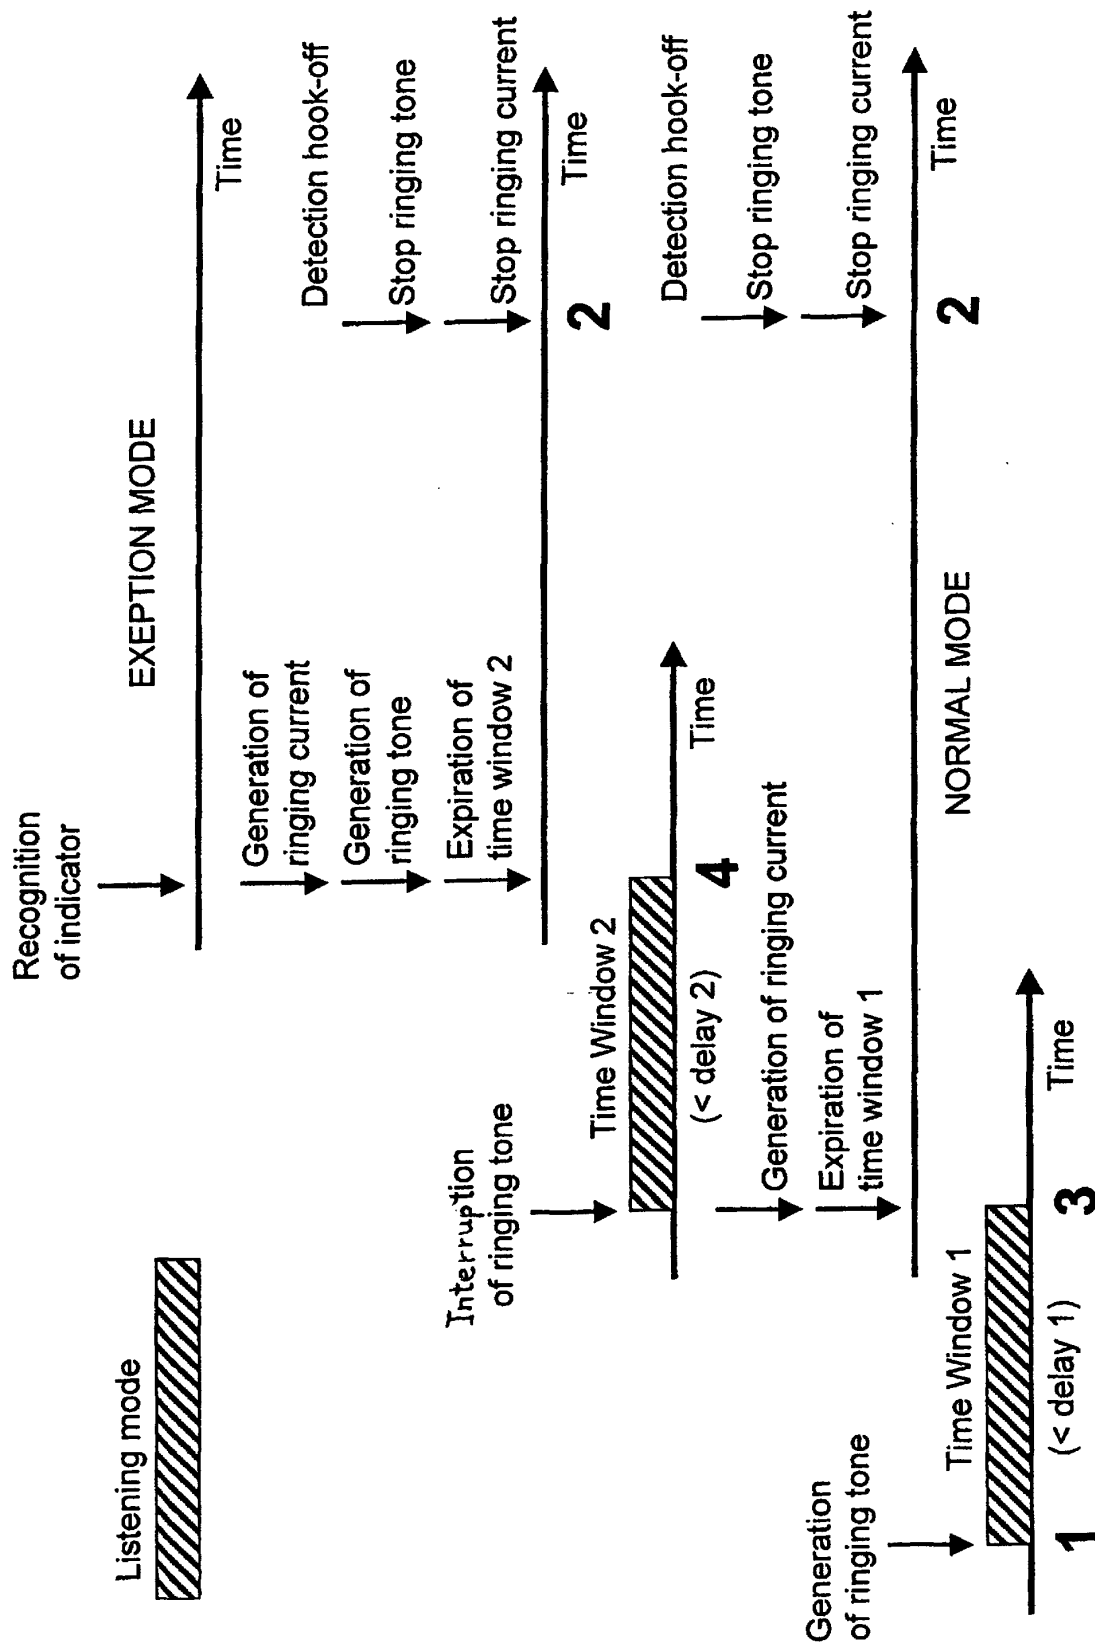 Listening mode
Recognition
of indicator
EXEPTION MODE
Time
Generation of
ringing current
Generation of
ringing tone
Expiration of
time window 2
Detection hook-off
Stop ringing tone
Stop ringing current
2
Time
Interruption
of ringing tone
Time Window 2
(< delay 2)
4
Time
Generation of ringing current
Expiration of
time window 1
Detection hook-off
Stop ringing tone
Stop ringing current
NORMAL MODE
2
Time
Generation
of ringing tone
Time Window 1
1
(< delay 1)
3
Time